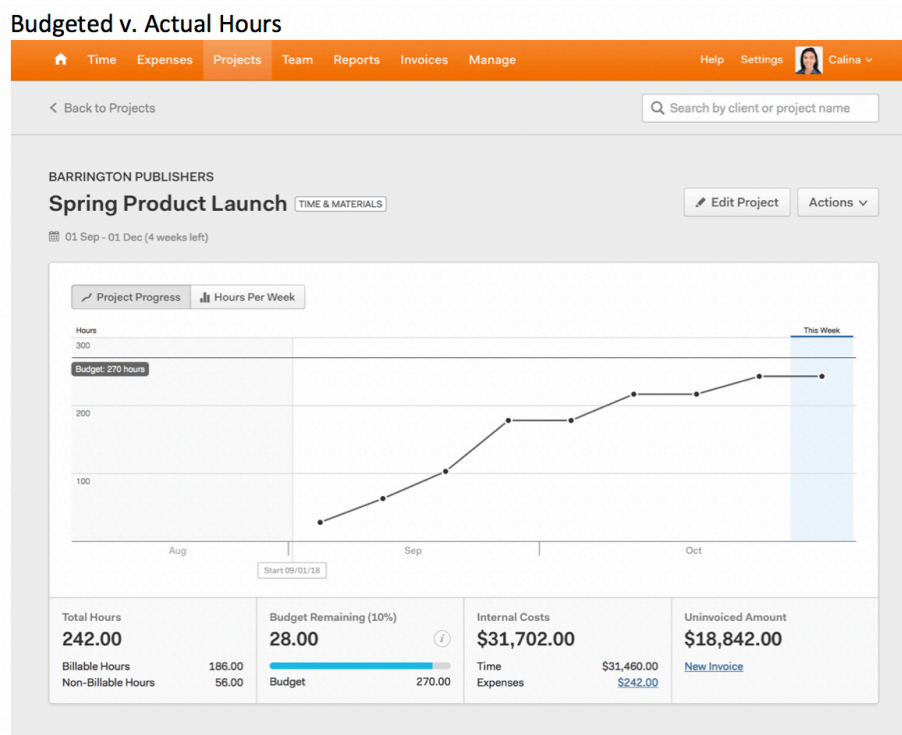 Budgeted v. Actual Hours
Time Expenses Projects Team Reports Invoices Manage Help Settings Calina
Back to Projects Search by client or project name
BARRINGTON PUBLISHERS
Spring Product Launch TIME & MATERIALS Edit Project Actions
01 Sep - 01 Dec (4 weeks left)
Project Progress Hours Per Week
Hours This Week
300
Budget: 270 hours
200
100
Aug Sep Oct
Start 09/01/18
Total Hours Budget Remaining (10%) Internal Costs Uninvoiced Amount
242.00 28.00 i $31,702.00 $18,842.00
Billable Hours 186.00 Time $31,460.00 New Invoice
Non-Billable Hours 56.00 Budget 270.00 Expenses $242.00